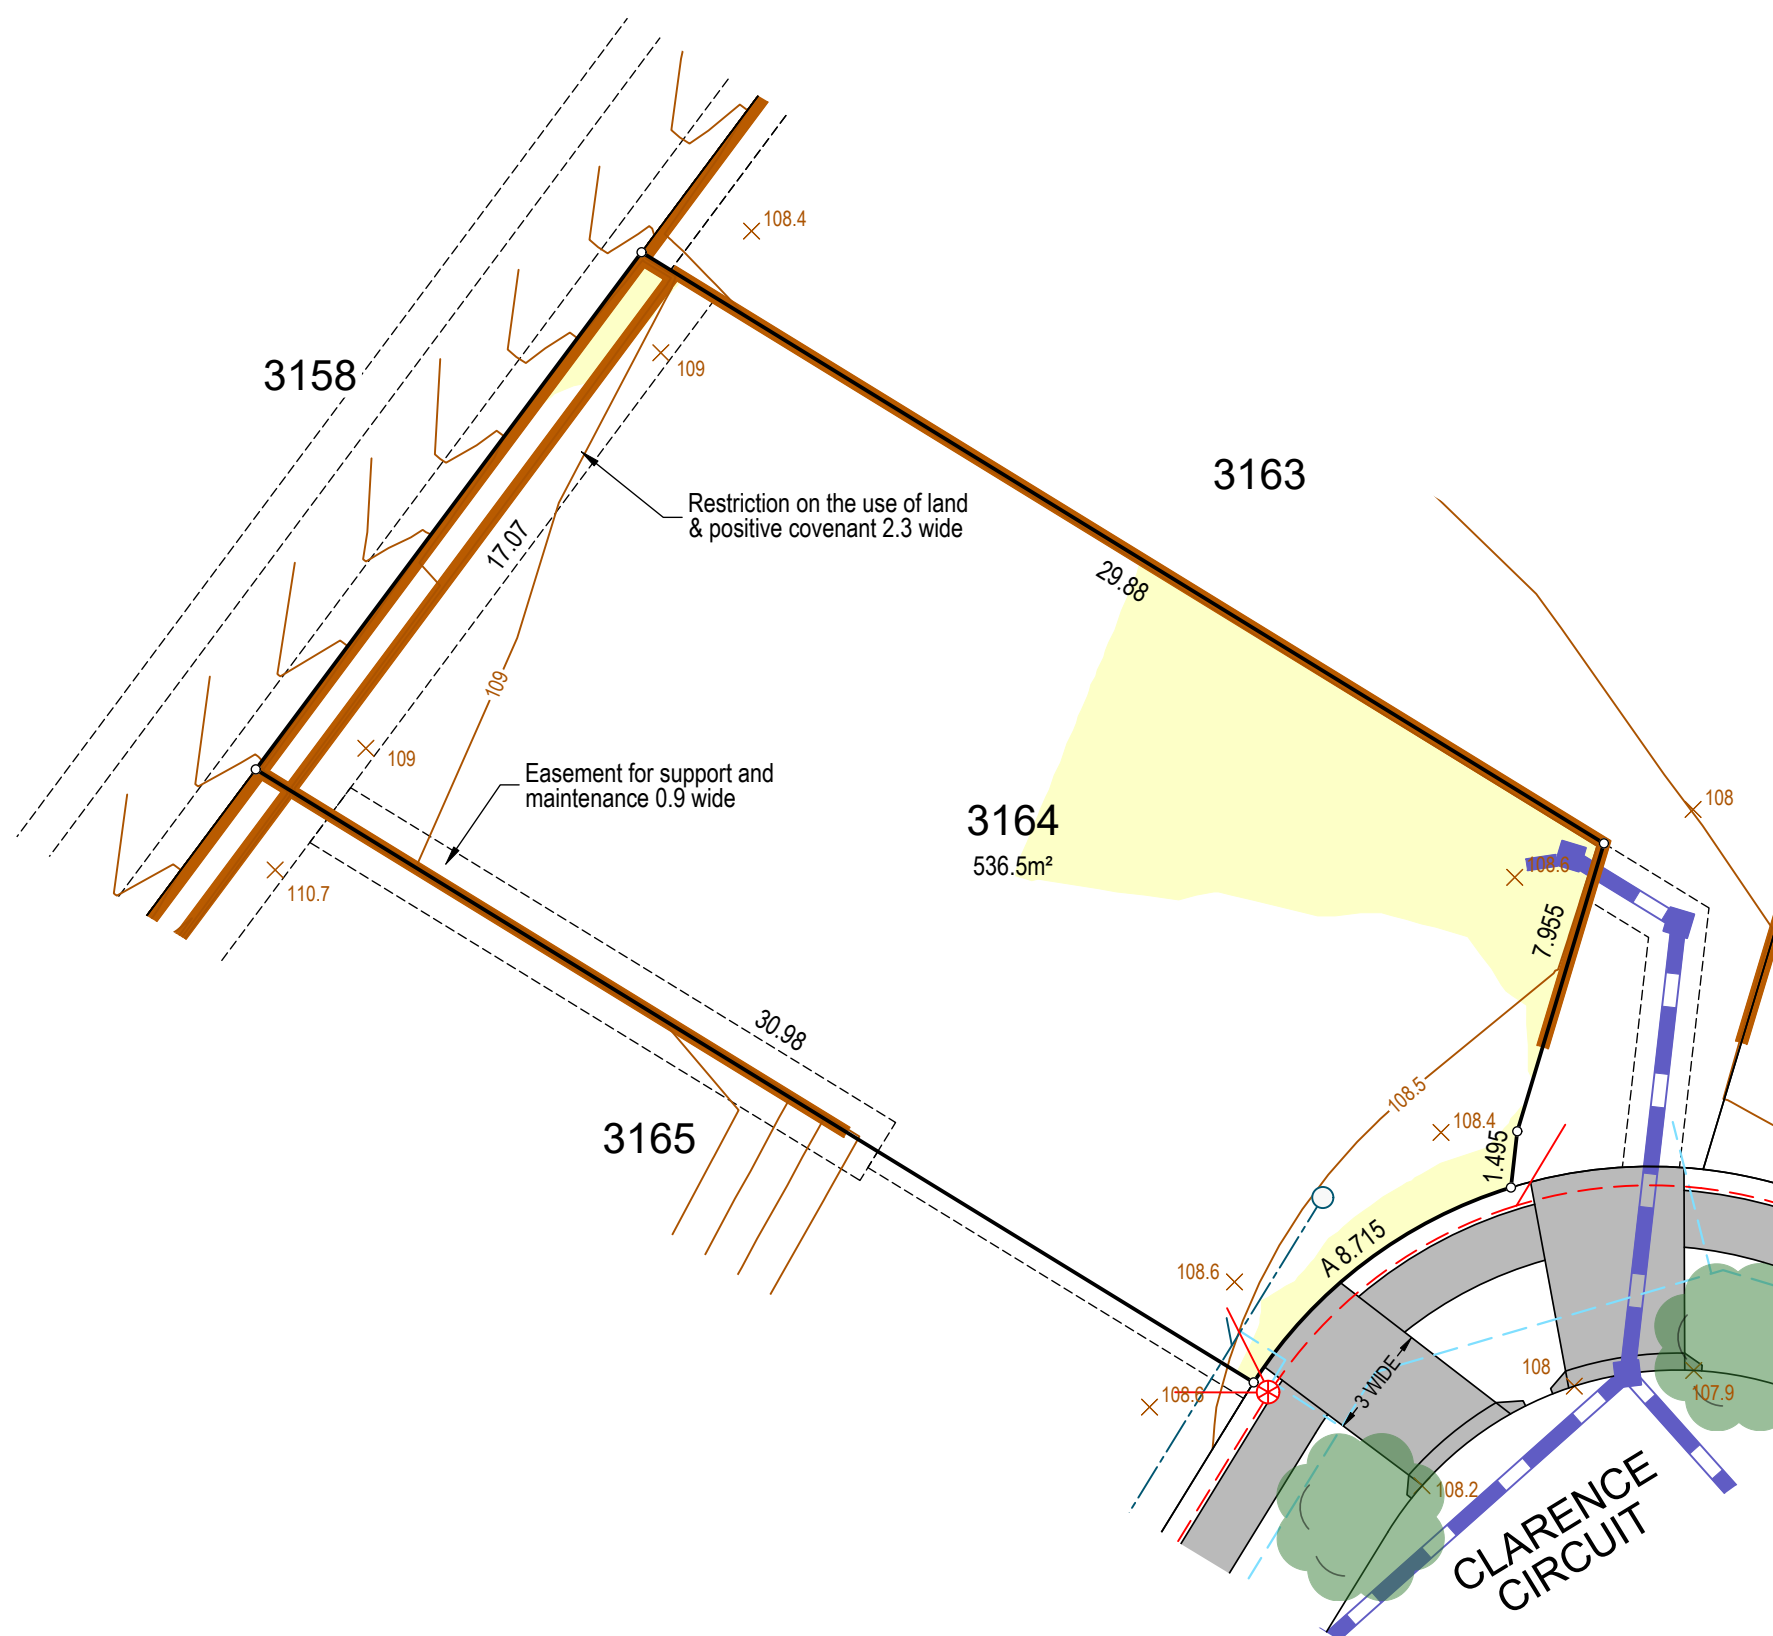 108.4
3158
109
3163
Restriction on the use of land
& positive covenant 2.3 wide
17.07
29.88
109
109
Easement for support and
maintenance 0.9 wide
108
3164
536.5m²
108.6
110.7
7.955
30.98
108.5
108.4
3165
1.495
A 8.715
108.6
3 WIDE
108
107.9
108.6
108.2
CLARENCE
CIRCUIT